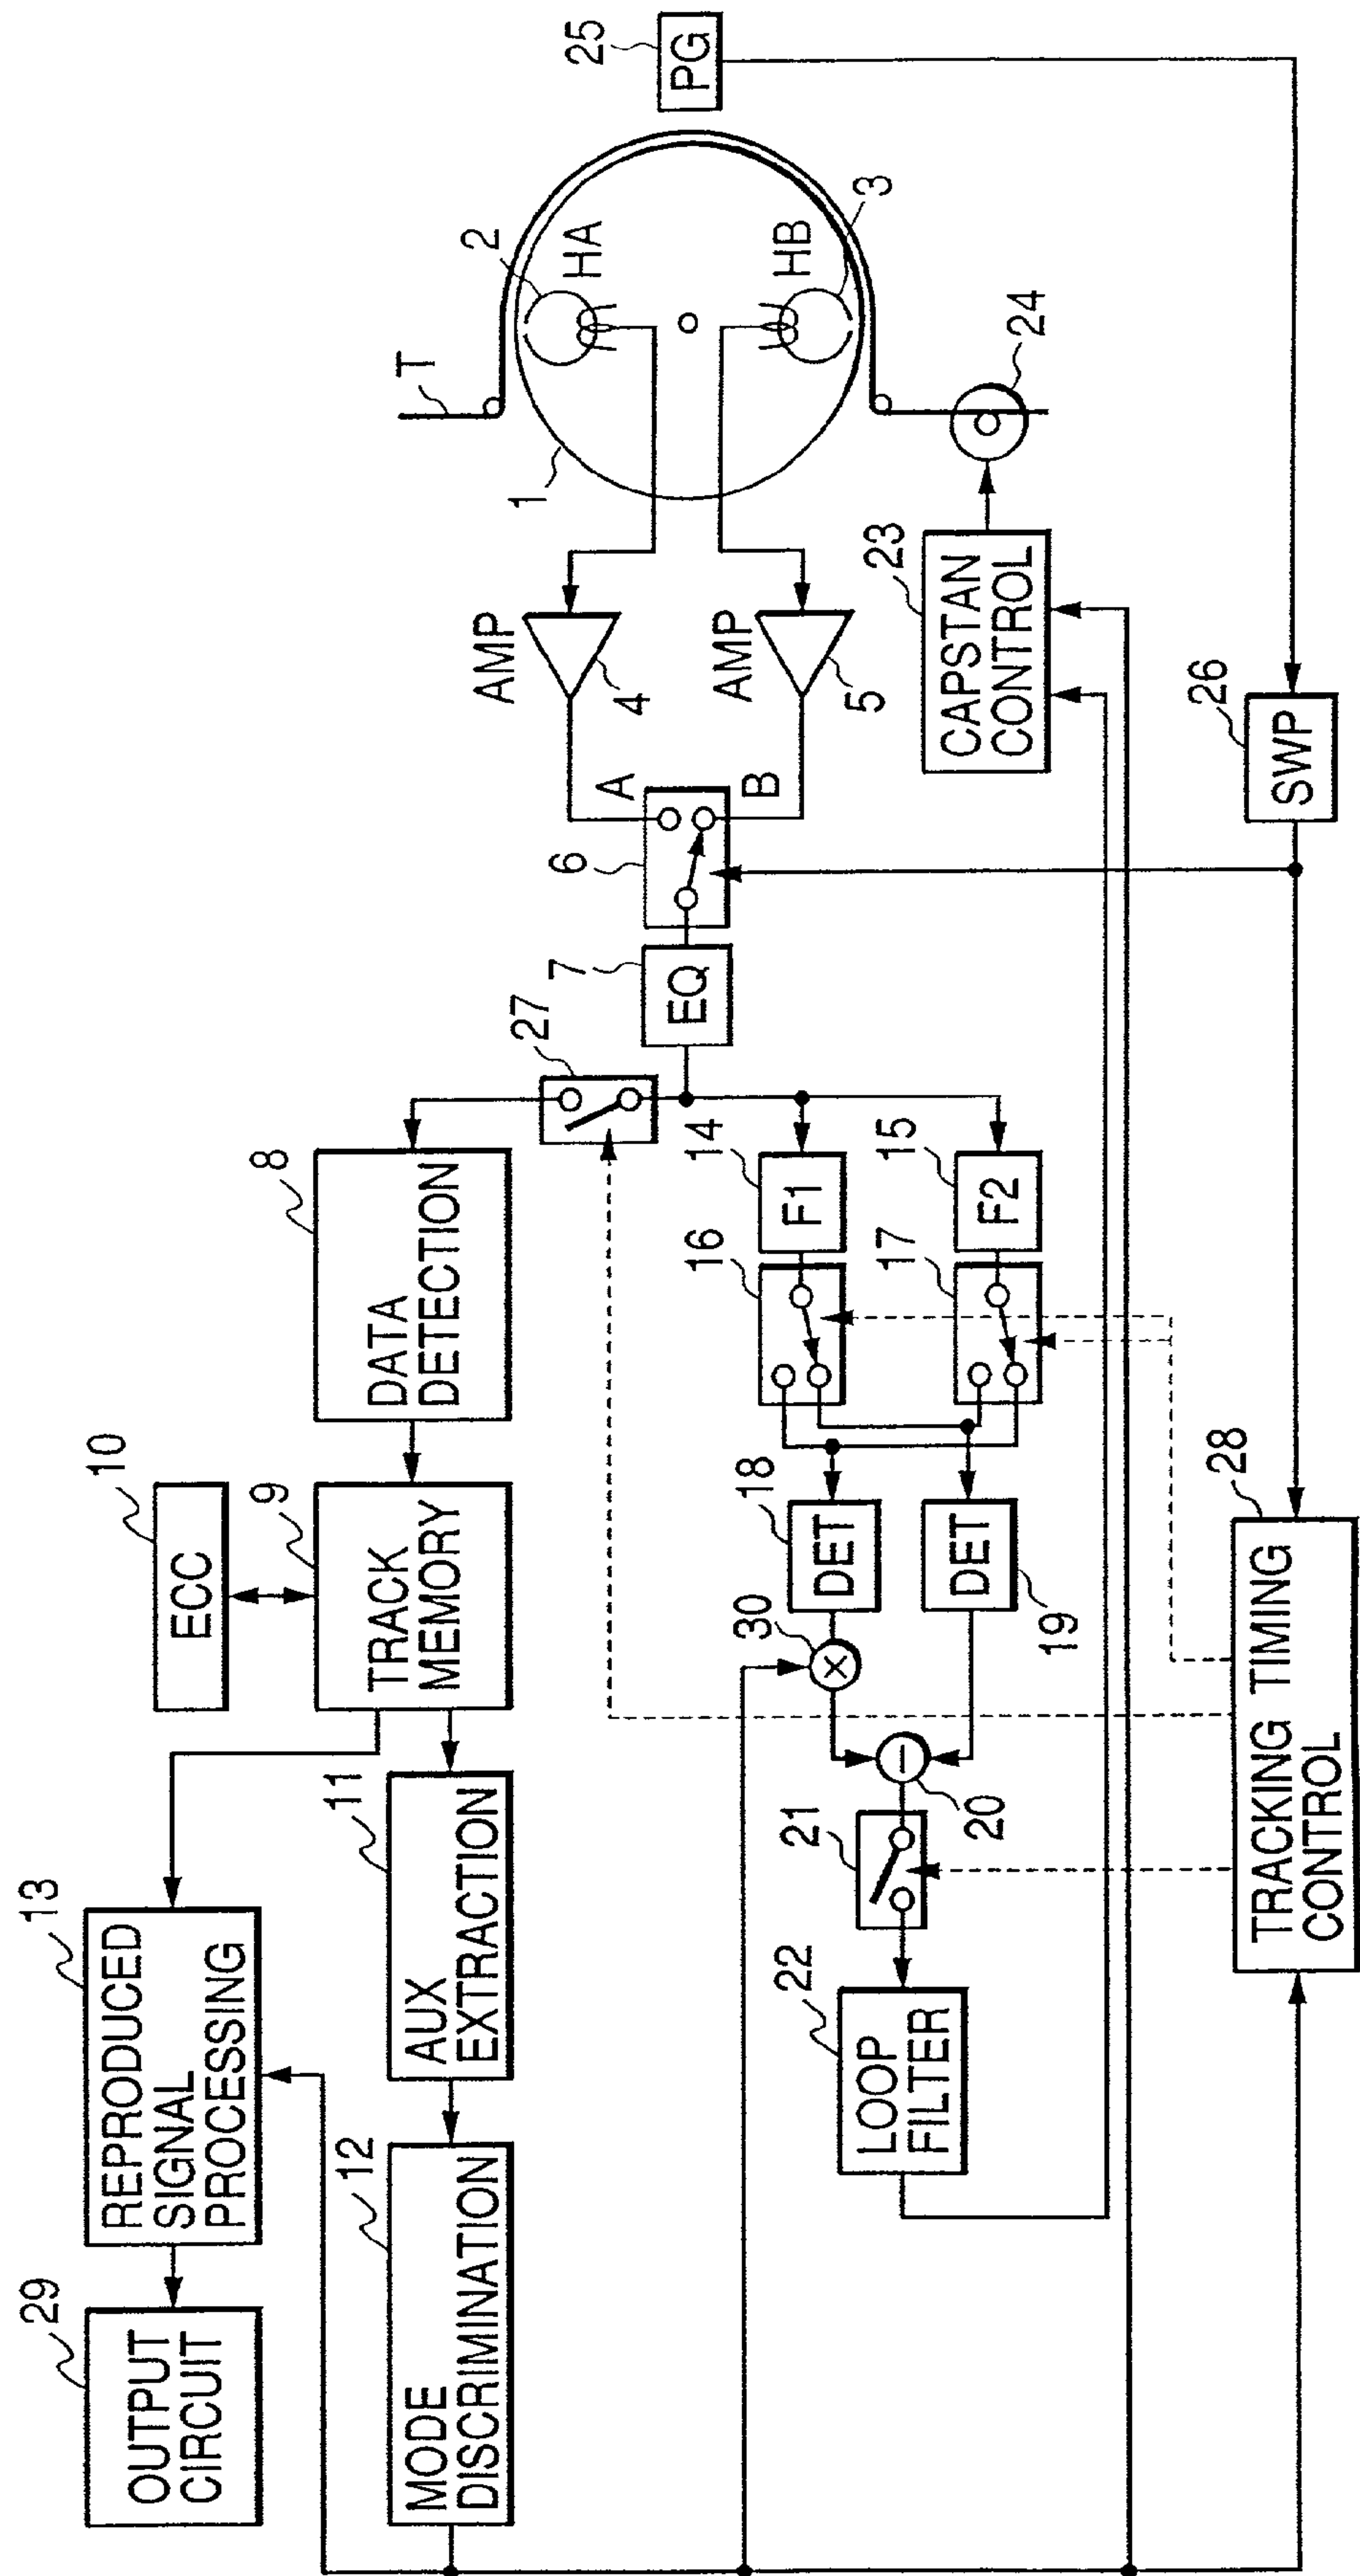 29
OUTPUT
CIRCUIT
13
REPRODUCED
SIGNAL
PROCESSING
10
ECC
9
TRACK
MEMORY
8
DATA
DETECTION
12
MODE
DISCRIMINATION
11
AUX
EXTRACTION
27
7
EQ
6
A
B
AMP
4
AMP
5
1
T
2
HA
HB
3
25
PG
22
LOOP
FILTER
21
20
30
18
DET
DET
19
16
14
F1
17
15
F2
23
CAPSTAN
CONTROL
24
28
TRACKING TIMING
CONTROL
26
SWP